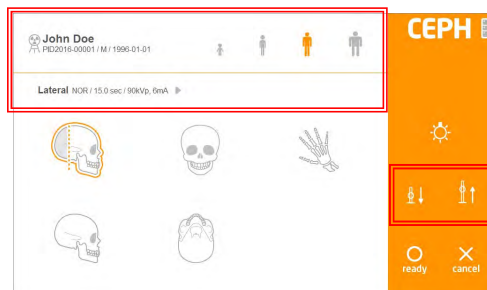 John Doe
PID2016-00001 / M / 1996-01-01
CEPH
Lateral NOR / 15.0 sec / 90kVp, 6mA
ready
cancel